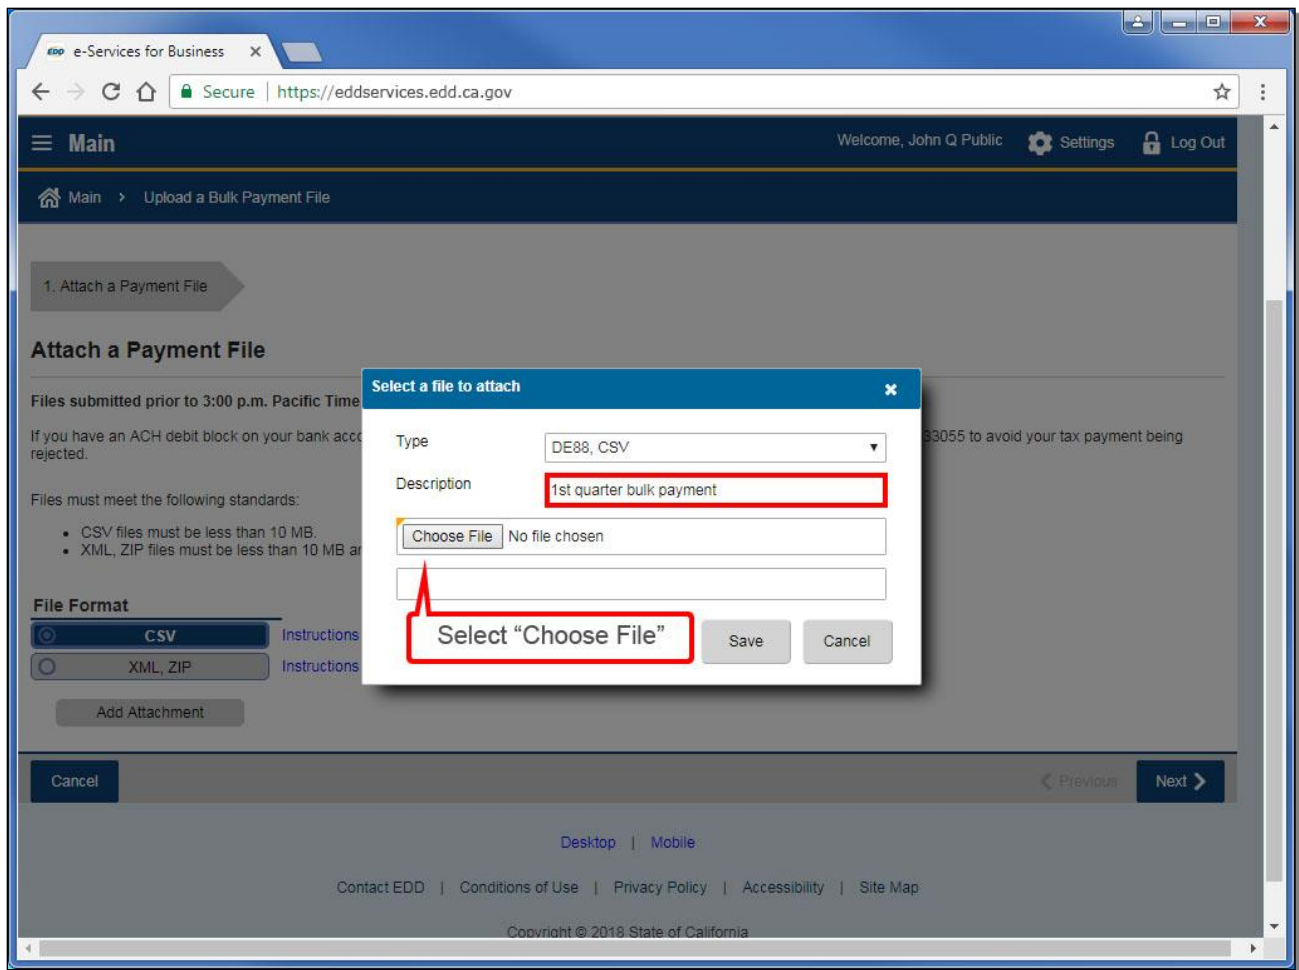 EDD e-Services for Business
Secure | https://eddservices.edd.ca.gov
Main
Welcome, John Q Public Settings Log Out
Main > Upload a Bulk Payment File
1. Attach a Payment File
Attach a Payment File
Files submitted prior to 3:00 p.m. Pacific Time
If you have an ACH debit block on your bank acco
33055 to avoid your tax payment being
rejected.
Files must meet the following standards:
• CSV files must be less than 10 MB.
• XML, ZIP files must be less than 10 MB ar
File Format
CSV Instructions
XML, ZIP Instructions
Add Attachment
Select a file to attach
Type DE88, CSV
Description 1st quarter bulk payment
Choose File No file chosen
Select “Choose File”
Save Cancel
Cancel Previous Next
Desktop | Mobile
Contact EDD | Conditions of Use | Privacy Policy | Accessibility | Site Map
Copyright © 2018 State of California